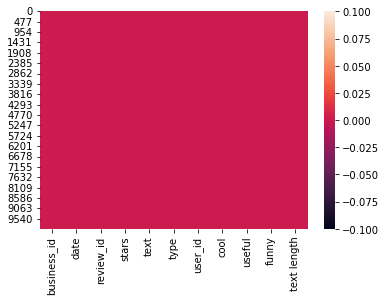 0
477
954
1431
1908
2385
2862
3339
3816
4293
4770
5247
5724
6201
6678
7155
7632
8109
8586
9063
9540
business_id
date
review_id
stars
text
type
user_id
cool
useful
funny
text length
0.100
0.075
0.050
0.025
0.000
−0.025
−0.050
−0.075
−0.100